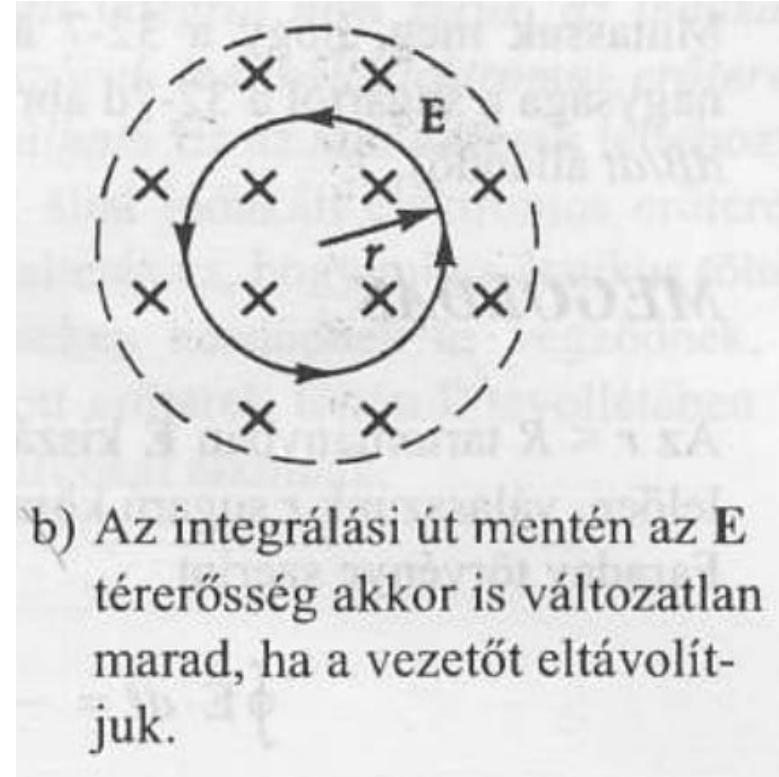 E
r
b) Az integrálási út mentén az E
térerősség akkor is változatlan
marad, ha a vezetőt eltávolít-
juk.